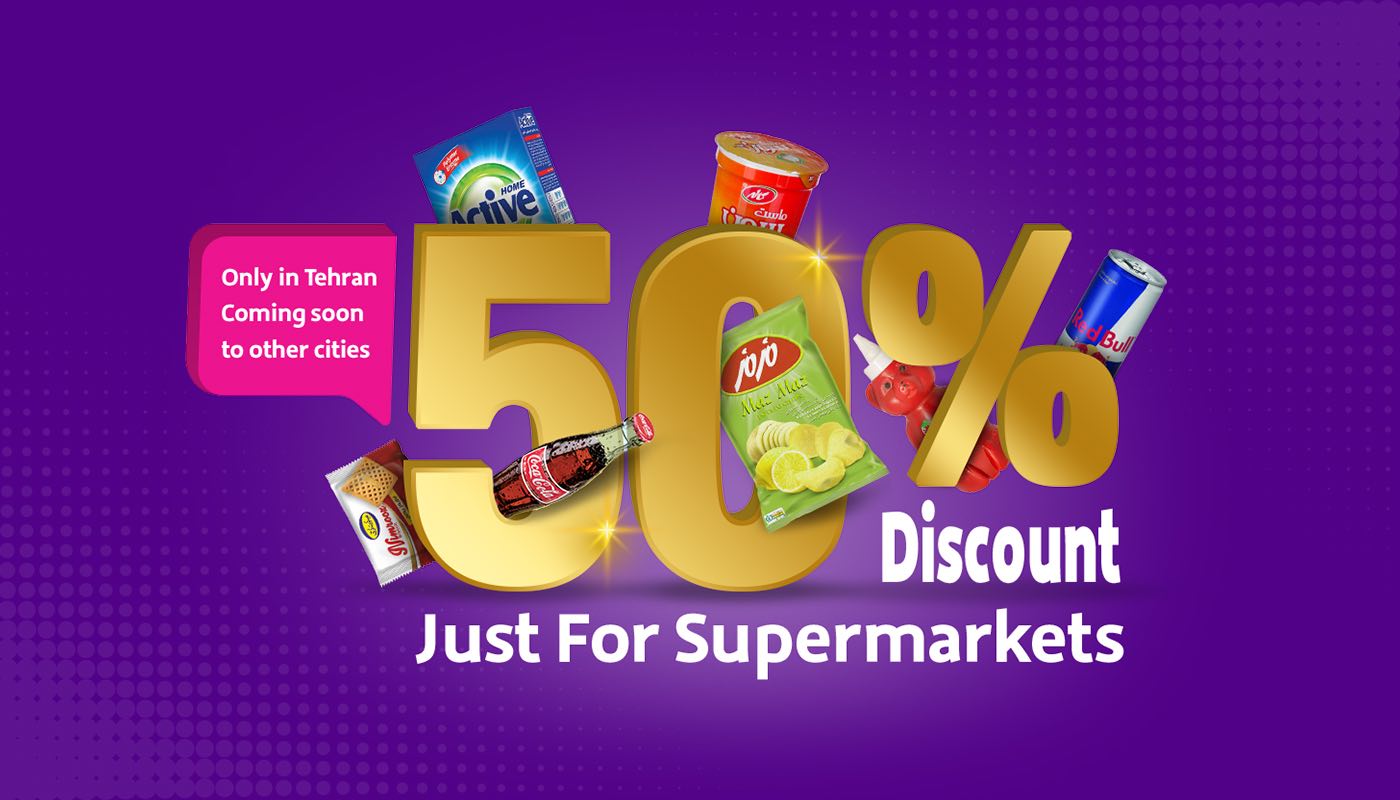 Only in Tehran
Coming soon
to other cities
50%
Discount
Just For Supermarkets
HOME
Active
ماست
Red Bull
مزمز
Maz Maz
Coca-Cola